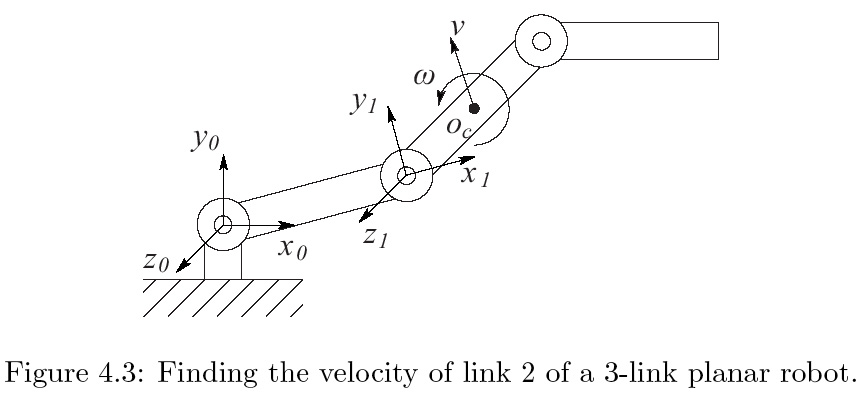 v
ω
y1
oc
y0
x1
x0
z1
z0
Figure 4.3: Finding the velocity of link 2 of a 3-link planar robot.